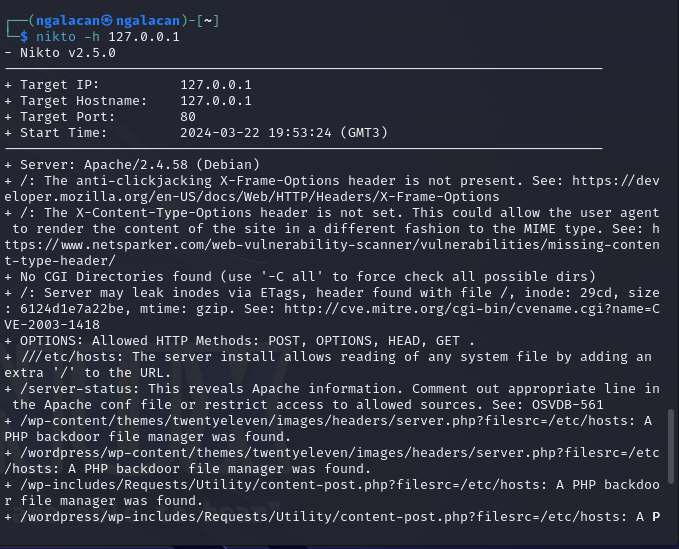 ┌──(ngalacan㉿ngalacan)-[~]
└─$ nikto -h 127.0.0.1
- Nikto v2.5.0
+ Target IP: 127.0.0.1
+ Target Hostname: 127.0.0.1
+ Target Port: 80
+ Start Time: 2024-03-22 19:53:24 (GMT3)
+ Server: Apache/2.4.58 (Debian)
+ /: The anti-clickjacking X-Frame-Options header is not present. See: https://dev
eloper.mozilla.org/en-US/docs/Web/HTTP/Headers/X-Frame-Options
+ /: The X-Content-Type-Options header is not set. This could allow the user agent
to render the content of the site in a different fashion to the MIME type. See: h
ttps://www.netsparker.com/web-vulnerability-scanner/vulnerabilities/missing-conten
t-type-header/
+ No CGI Directories found (use '-C all' to force check all possible dirs)
+ /: Server may leak inodes via ETags, header found with file /, inode: 29cd, size
: 6124d1e7a22be, mtime: gzip. See: http://cve.mitre.org/cgi-bin/cvename.cgi?name=C
VE-2003-1418
+ OPTIONS: Allowed HTTP Methods: POST, OPTIONS, HEAD, GET .
+ ///etc/hosts: The server install allows reading of any system file by adding an
extra '/' to the URL.
+ /server-status: This reveals Apache information. Comment out appropriate line in
the Apache conf file or restrict access to allowed sources. See: OSVDB-561
+ /wp-content/themes/twentyeleven/images/headers/server.php?filesrc=/etc/hosts: A
PHP backdoor file manager was found.
+ /wordpress/wp-content/themes/twentyeleven/images/headers/server.php?filesrc=/etc
/hosts: A PHP backdoor file manager was found.
+ /wp-includes/Requests/Utility/content-post.php?filesrc=/etc/hosts: A PHP backdoo
r file manager was found.
+ /wordpress/wp-includes/Requests/Utility/content-post.php?filesrc=/etc/hosts: A P